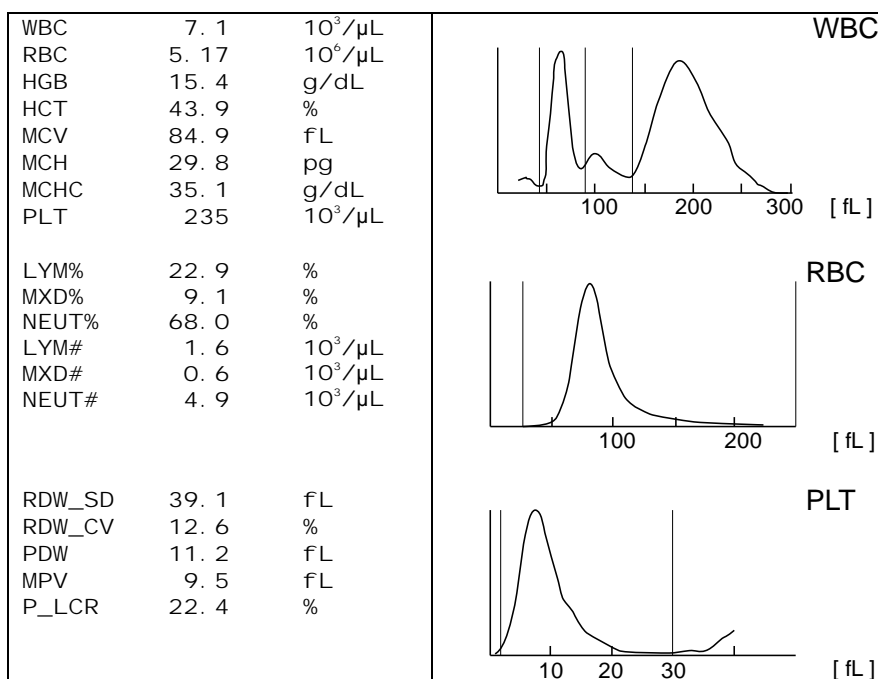 WBC 7.1 10³/µL
RBC 5.17 10⁶/µL
HGB 15.4 g/dL
HCT 43.9 %
MCV 84.9 fL
MCH 29.8 pg
MCHC 35.1 g/dL
PLT 235 10³/µL
LYM% 22.9 %
MXD% 9.1 %
NEUT% 68.0 %
LYM# 1.6 10³/µL
MXD# 0.6 10³/µL
NEUT# 4.9 10³/µL
RDW_SD 39.1 fL
RDW_CV 12.6 %
PDW 11.2 fL
MPV 9.5 fL
P_LCR 22.4 %
WBC
100 200 300 [ fL ]
RBC
100 200 [ fL ]
PLT
10 20 30 [ fL ]